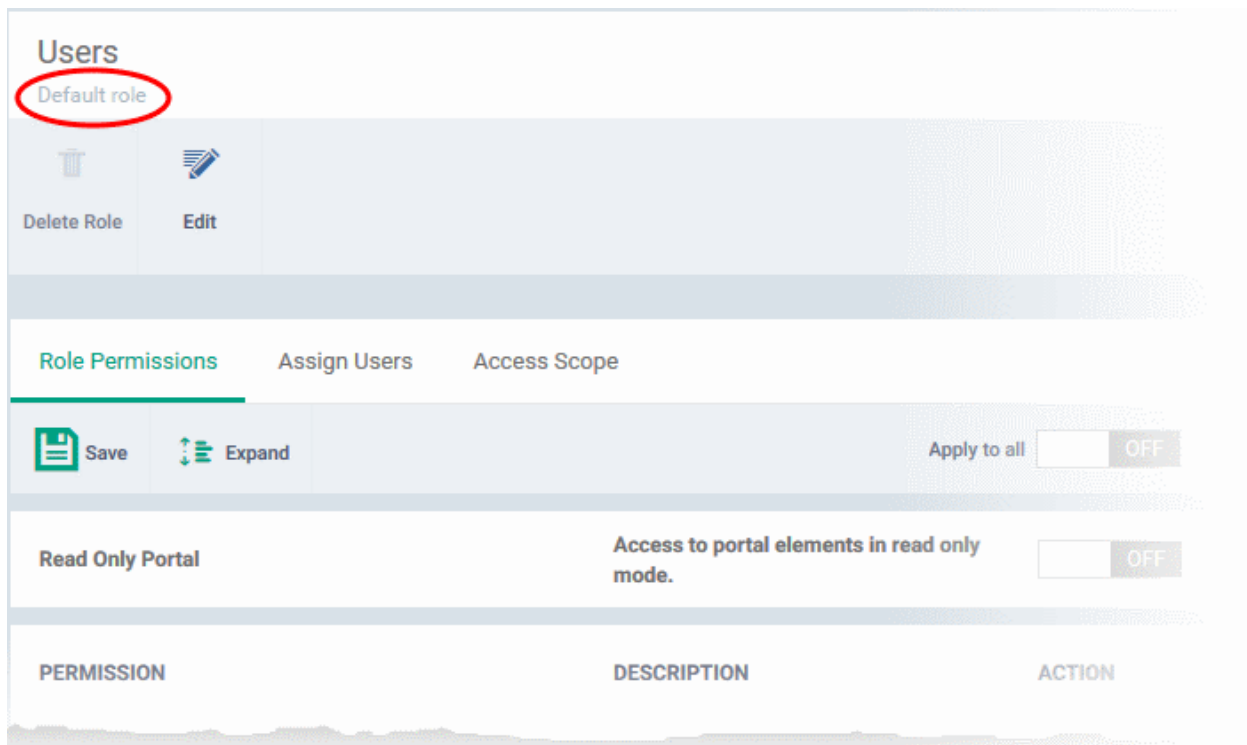 Users
Default role
Delete Role Edit
Role Permissions Assign Users Access Scope
Save Expand Apply to all OFF
Read Only Portal Access to portal elements in read only
mode. OFF
PERMISSION DESCRIPTION ACTION